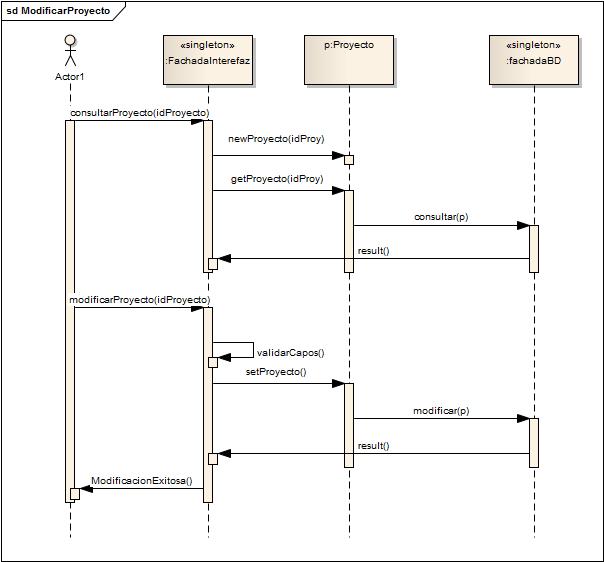 sd ModificarProyecto
Actor1
«singleton»
:FachadaInterefaz
p:Proyecto
«singleton»
:fachadaBD
consultarProyecto(idProyecto)
newProyecto(idProy)
getProyecto(idProy)
consultar(p)
result()
modificarProyecto(idProyecto)
validarCapos()
setProyecto()
modificar(p)
result()
ModificacionExitosa()